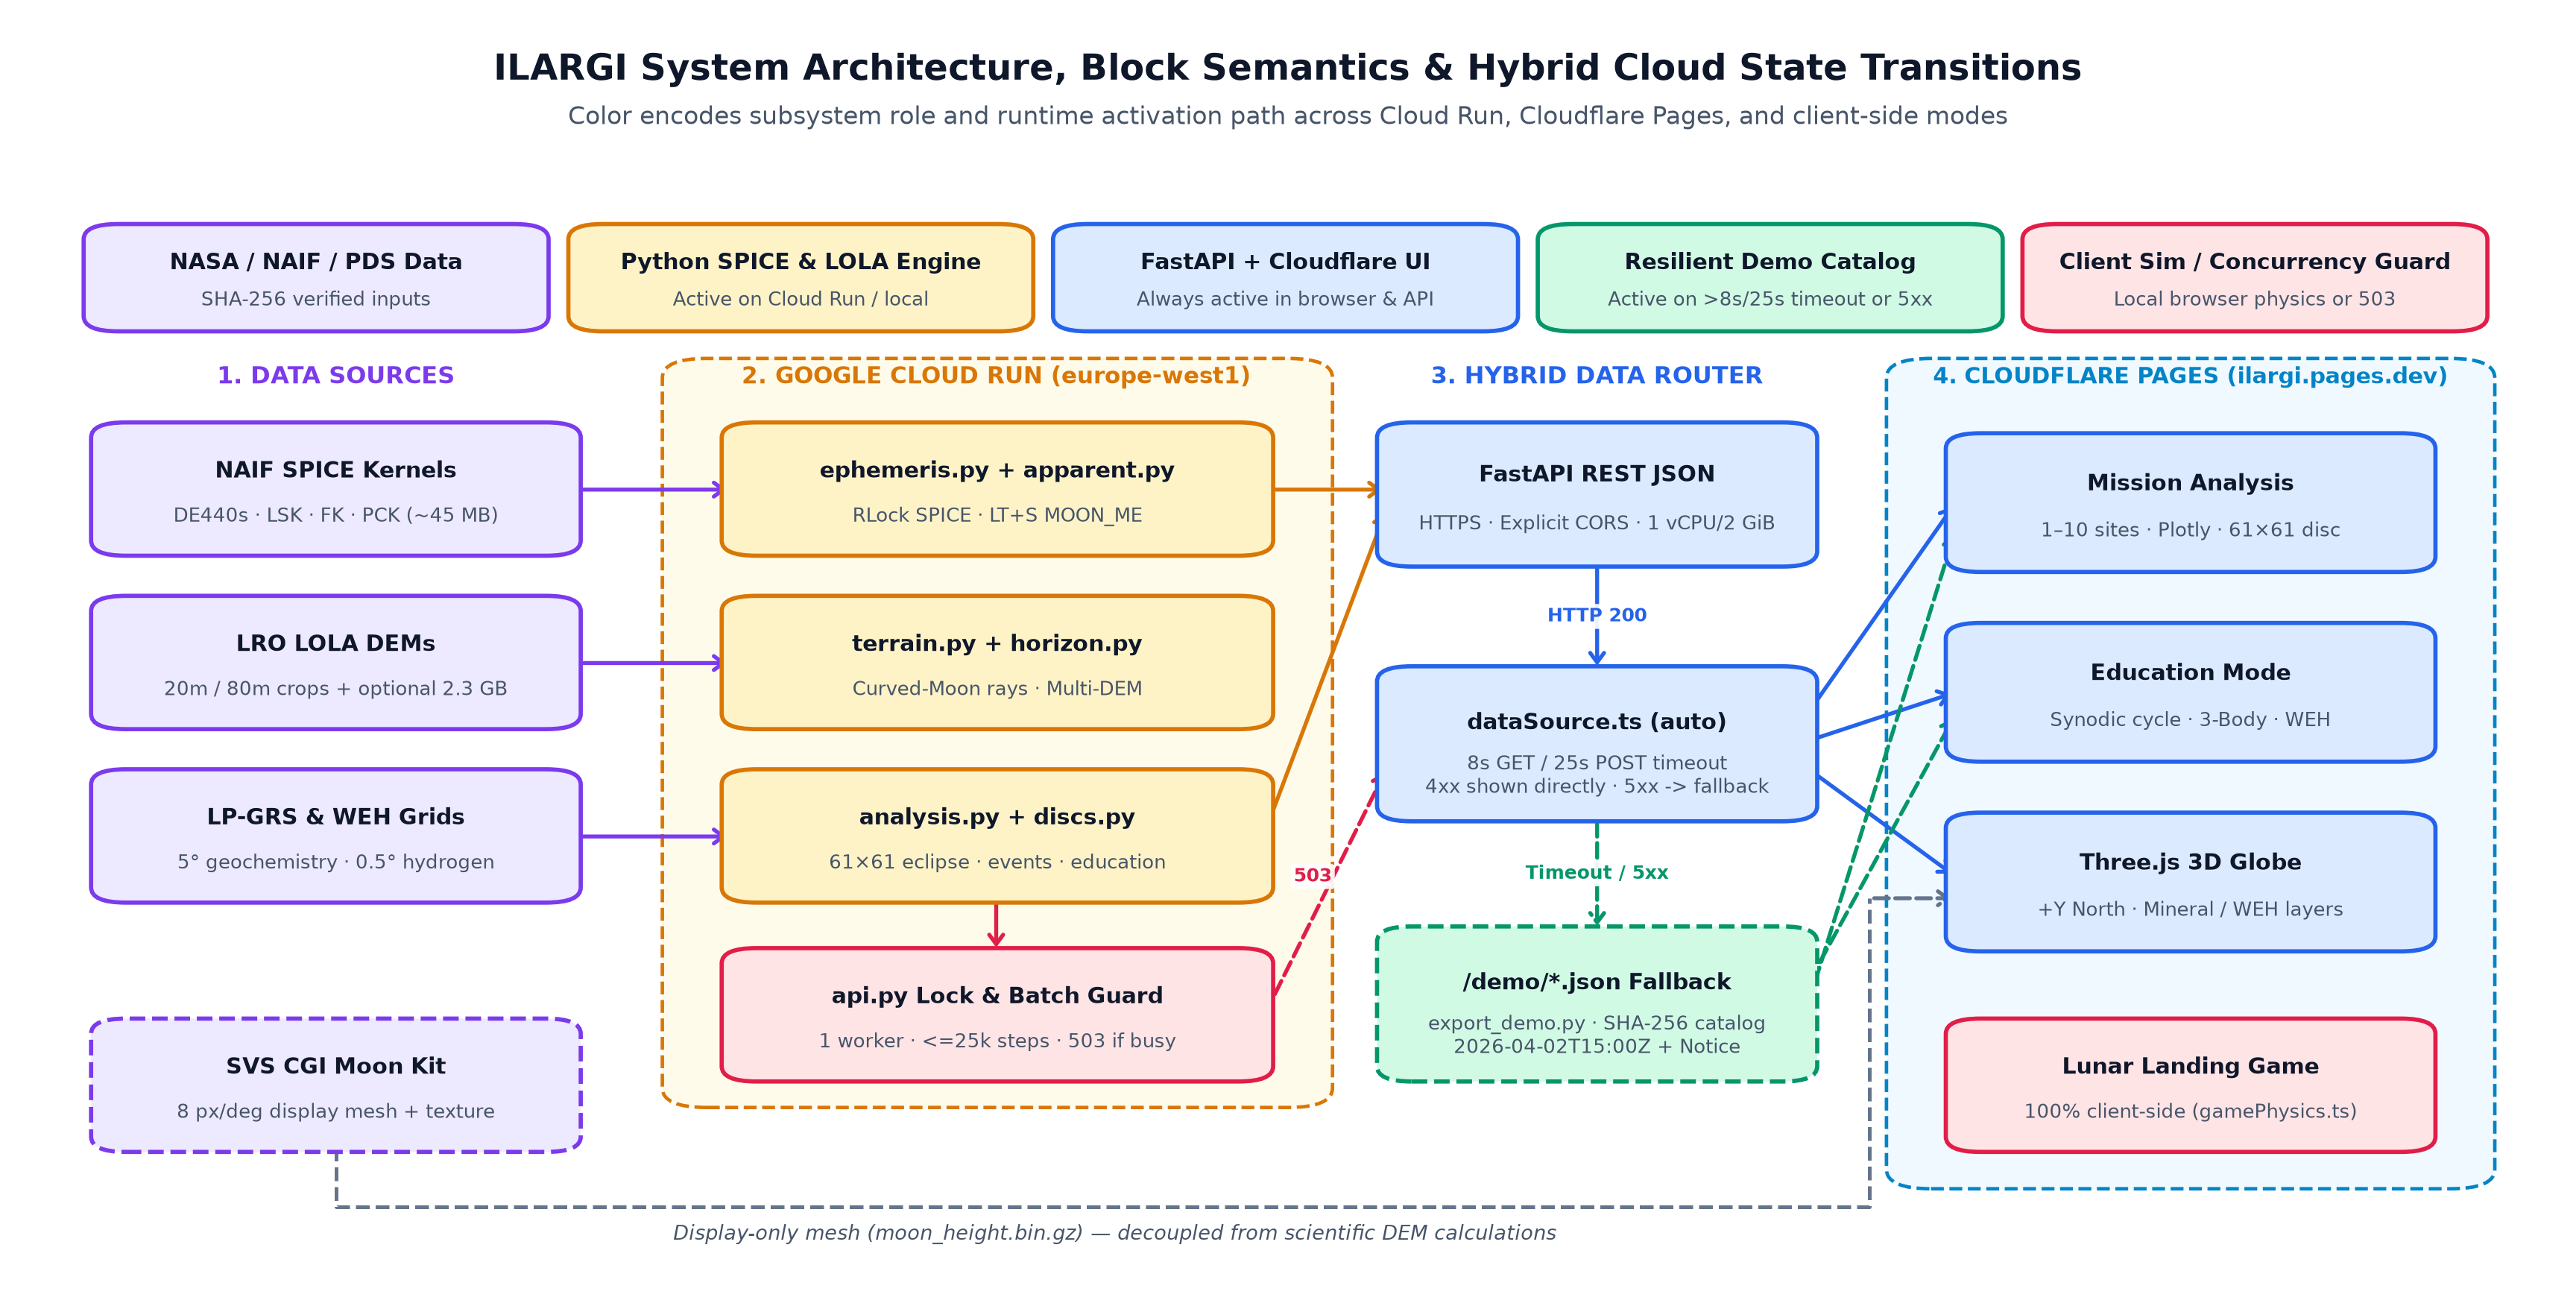 ILARGI System Architecture, Block Semantics & Hybrid Cloud State Transitions
Color encodes subsystem role and runtime activation path across Cloud Run, Cloudflare Pages, and client-side modes
NASA / NAIF / PDS Data
SHA-256 verified inputs
Python SPICE & LOLA Engine
Active on Cloud Run / local
FastAPI + Cloudflare UI
Always active in browser & API
Resilient Demo Catalog
Active on >8s/25s timeout or 5xx
Client Sim / Concurrency Guard
Local browser physics or 503
1. DATA SOURCES
NAIF SPICE Kernels
DE440s · LSK · FK · PCK (~45 MB)
LRO LOLA DEMs
20m / 80m crops + optional 2.3 GB
LP-GRS & WEH Grids
5° geochemistry · 0.5° hydrogen
SVS CGI Moon Kit
8 px/deg display mesh + texture
2. GOOGLE CLOUD RUN (europe-west1)
ephemeris.py + apparent.py
RLock SPICE · LT+S MOON_ME
terrain.py + horizon.py
Curved-Moon rays · Multi-DEM
analysis.py + discs.py
61×61 eclipse · events · education
api.py Lock & Batch Guard
1 worker · <=25k steps · 503 if busy
503
3. HYBRID DATA ROUTER
FastAPI REST JSON
HTTPS · Explicit CORS · 1 vCPU/2 GiB
HTTP 200
dataSource.ts (auto)
8s GET / 25s POST timeout
4xx shown directly · 5xx -> fallback
Timeout / 5xx
/demo/*.json Fallback
export_demo.py · SHA-256 catalog
2026-04-02T15:00Z + Notice
4. CLOUDFLARE PAGES (ilargi.pages.dev)
Mission Analysis
1–10 sites · Plotly · 61×61 disc
Education Mode
Synodic cycle · 3-Body · WEH
Three.js 3D Globe
+Y North · Mineral / WEH layers
Lunar Landing Game
100% client-side (gamePhysics.ts)
Display-only mesh (moon_height.bin.gz) — decoupled from scientific DEM calculations